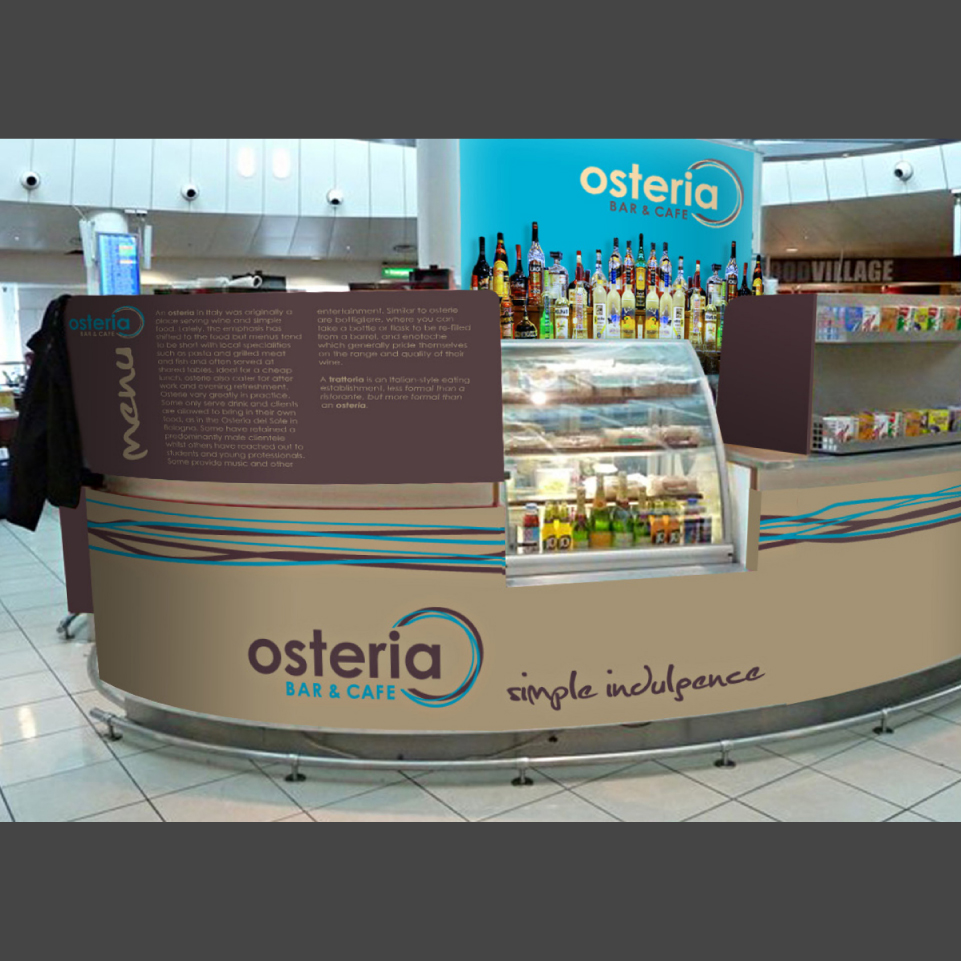 osteria
BAR & CAFE
FOODVILLAGE
osteria
BAR & CAFE
menu
An osteria in Italy was originally a
place serving wine and simple
food. Lately, the emphasis has
shifted to the food but menus tend
to be short with local specialities
such as pasta and grilled meat
and fish and often served at
shared tables. Ideal for a cheap
lunch, osterie also cater for after
work and evening refreshment.
Osterie vary greatly in practice.
Some only serve drink and clients
are allowed to bring in their own
food, as in the Osteria del Sole in
Bologna. Some have retained a
predominantly male clientele
whilst others have reached out to
students and young professionals.
Some provide music and other
entertainment. Similar to osterie
are bottiglierie, where you can
take a bottle or flask to be re-filled
from a barrel, and enoteche
which generally pride themselves
on the range and quality of their
wine.
A trattoria is an Italian-style eating
establishment, less formal than a
ristorante, but more formal than
an osteria.
osteria
BAR & CAFE
simple indulgence